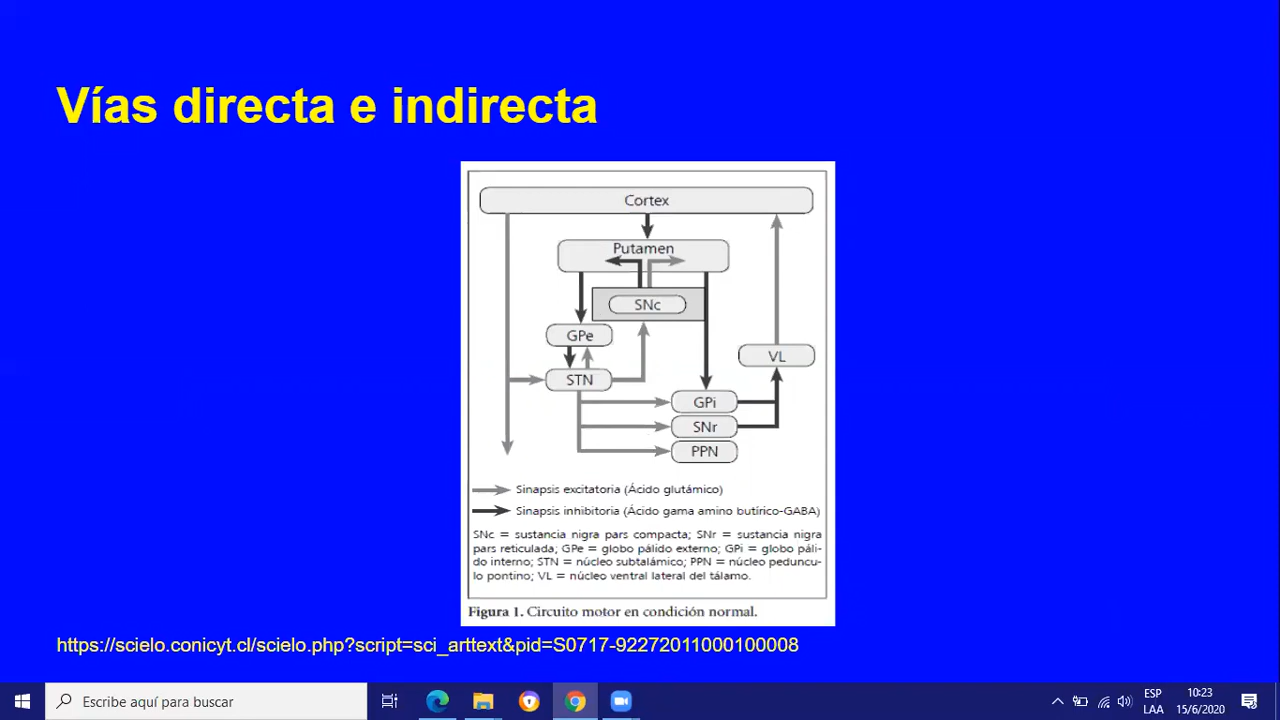 Vías directa e indirecta
Cortex
Putamen
SNc
GPe
VL
STN
GPi
SNr
PPN
Sinapsis excitatoria (Ácido glutámico)
Sinapsis inhibitoria (Ácido gama amino butírico-GABA)
SNc = sustancia nigra pars compacta; SNr = sustancia nigra
pars reticulada; GPe = globo pálido externo; GPi = globo páli-
do interno; STN = núcleo subtalámico; PPN = núcleo peduncu-
lo pontino; VL = núcleo ventral lateral del tálamo.
Figura 1. Circuito motor en condición normal.
https://scielo.conicyt.cl/scielo.php?script=sci_arttext&pid=S0717-92272011000100008
Escribe aquí para buscar
ESP
LAA
10:23
15/6/2020